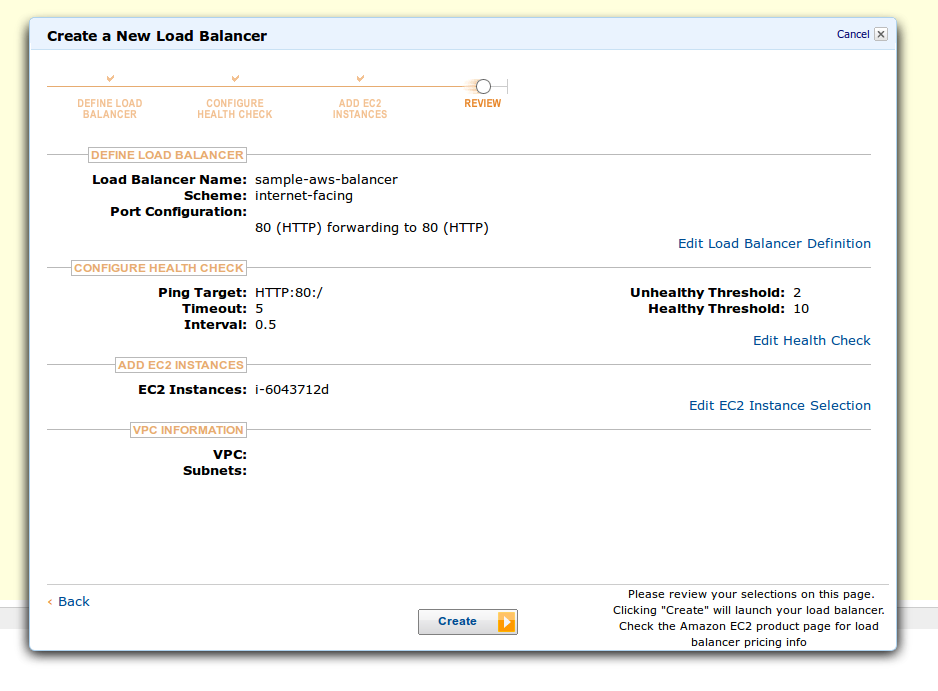 Create a New Load Balancer
Cancel
DEFINE LOAD BALANCER
CONFIGURE HEALTH CHECK
ADD EC2 INSTANCES
REVIEW
DEFINE LOAD BALANCER
Load Balancer Name: sample-aws-balancer
Scheme: internet-facing
Port Configuration:
80 (HTTP) forwarding to 80 (HTTP)
Edit Load Balancer Definition
CONFIGURE HEALTH CHECK
Ping Target: HTTP:80:/ Unhealthy Threshold: 2
Timeout: 5 Healthy Threshold: 10
Interval: 0.5
Edit Health Check
ADD EC2 INSTANCES
EC2 Instances: i-6043712d
Edit EC2 Instance Selection
VPC INFORMATION
VPC:
Subnets:
‹ Back
Create
Please review your selections on this page.
Clicking "Create" will launch your load balancer.
Check the Amazon EC2 product page for load
balancer pricing info